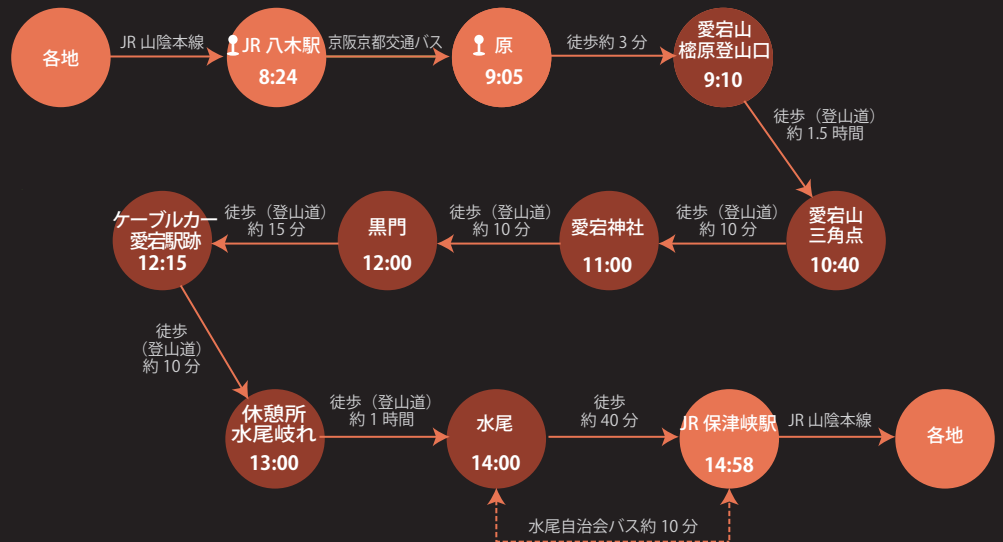 各地
JR 山陰本線
JR 八木駅
8:24
京阪京都交通バス
原
9:05
徒歩約 3 分
愛宕山
樒原登山口
9:10
徒歩（登山道）
約 1.5 時間
愛宕山
三角点
10:40
徒歩（登山道）
約 10 分
愛宕神社
11:00
徒歩（登山道）
約 10 分
黒門
12:00
徒歩（登山道）
約 15 分
ケーブルカー
愛宕駅跡
12:15
徒歩
（登山道）
約 10 分
休憩所
水尾岐れ
13:00
徒歩（登山道）
約 1 時間
水尾
14:00
徒歩
約 40 分
JR 保津峡駅
14:58
JR 山陰本線
各地
水尾自治会バス約 10 分